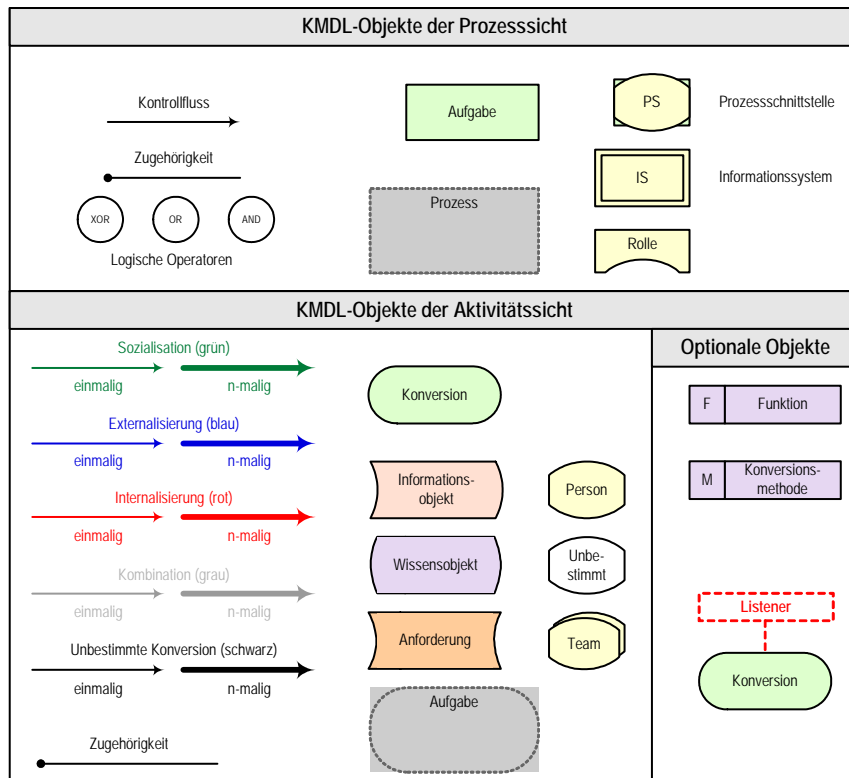 KMDL-Objekte der Prozesssicht
Kontrollfluss
Zugehörigkeit
XOR
OR
AND
Logische Operatoren
Aufgabe
Prozess
PS
Prozessschnittstelle
IS
Informationssystem
Rolle
KMDL-Objekte der Aktivitätssicht
Sozialisation (grün)
einmalig
n-malig
Externalisierung (blau)
einmalig
n-malig
Internalisierung (rot)
einmalig
n-malig
Kombination (grau)
einmalig
n-malig
Unbestimmte Konversion (schwarz)
einmalig
n-malig
Zugehörigkeit
Konversion
Informations-
objekt
Wissensobjekt
Anforderung
Aufgabe
Person
Unbe-
stimmt
Team
Optionale Objekte
F
Funktion
M
Konversions-
methode
Listener
Konversion